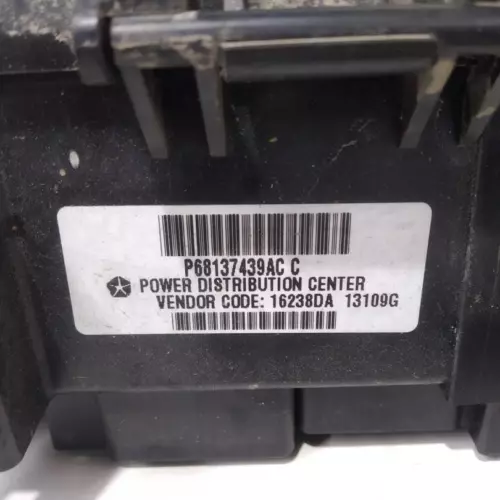 P68137439AC C
POWER DISTRIBUTION CENTER
VENDOR CODE: 16238DA 13109G